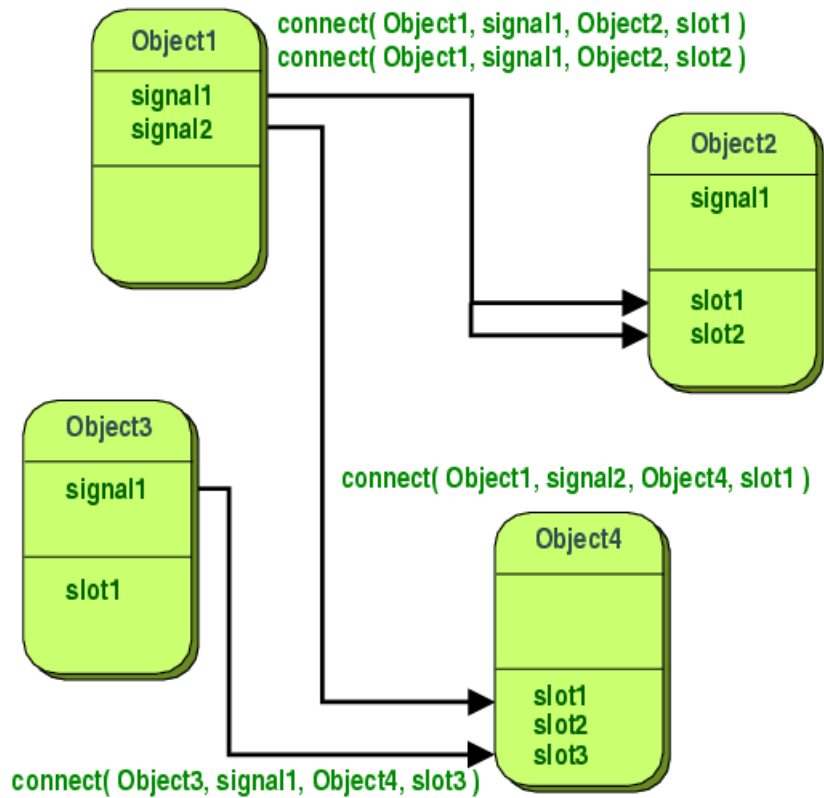 connect( Object1, signal1, Object2, slot1 )
connect( Object1, signal1, Object2, slot2 )
Object1
signal1
signal2
Object2
signal1
slot1
slot2
Object3
signal1
slot1
connect( Object1, signal2, Object4, slot1 )
Object4
slot1
slot2
slot3
connect( Object3, signal1, Object4, slot3 )